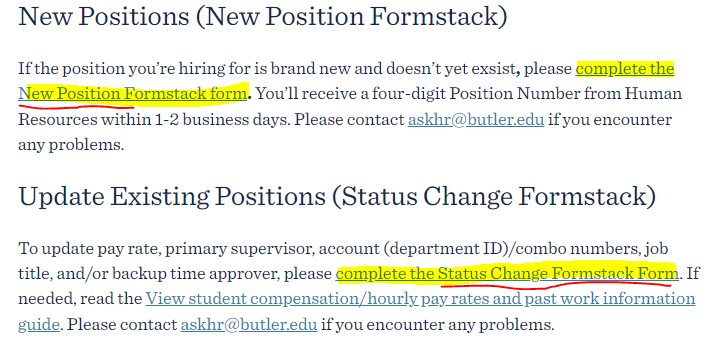 New Positions (New Position Formstack)
If the position you’re hiring for is brand new and doesn’t yet exsist, please complete the
New Position Formstack form. You’ll receive a four-digit Position Number from Human
Resources within 1-2 business days. Please contact askhr@butler.edu if you encounter
any problems.
Update Existing Positions (Status Change Formstack)
To update pay rate, primary supervisor, account (department ID)/combo numbers, job
title, and/or backup time approver, please complete the Status Change Formstack Form. If
needed, read the View student compensation/hourly pay rates and past work information
guide. Please contact askhr@butler.edu if you encounter any problems.